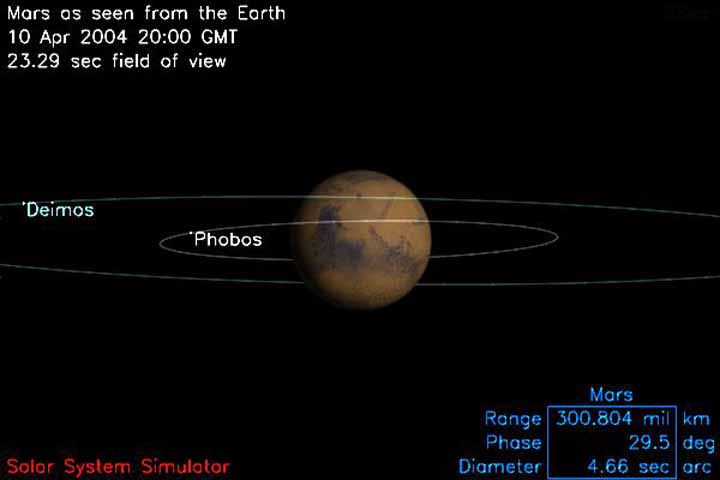 Mars as seen from the Earth
10 Apr 2004 20:00 GMT
23.29 sec field of view
Deimos
Phobos
Mars
Range 300.804 mil km
Phase 29.5 deg
Diameter 4.66 sec arc
Solar System Simulator